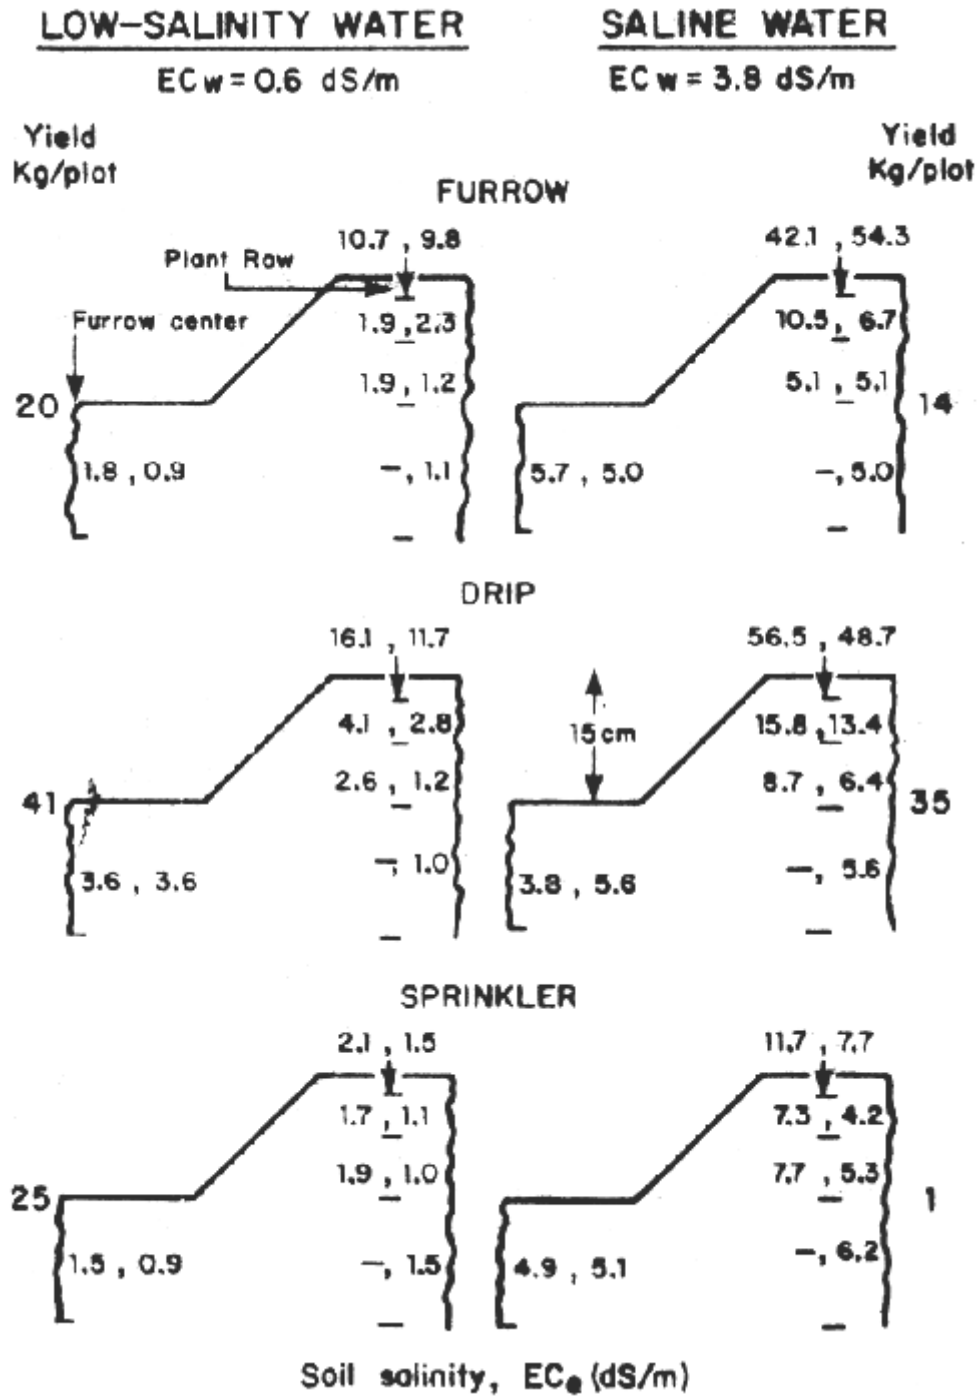 LOW-SALINITY WATER
SALINE WATER
ECw = 0.6 dS/m
ECw = 3.8 dS/m
Yield
Kg/plot
Yield
Kg/plot
FURROW
10.7 , 9.8
42.1 , 54.3
Plant Row
Furrow center
1.9 , 2.3
10.5 , 6.7
1.9 , 1.2
5.1 , 5.1
20
14
1.8 , 0.9
–, 1.1
5.7 , 5.0
–, 5.0
DRIP
16.1 , 11.7
56.5 , 48.7
4.1 , 2.8
15 cm
15.8 , 13.4
2.6 , 1.2
8.7 , 6.4
41
35
3.6 , 3.6
–, 1.0
3.8 , 5.6
–, 5.6
SPRINKLER
2.1 , 1.5
11.7 , 7.7
1.7 , 1.1
7.3 , 4.2
1.9 , 1.0
7.7 , 5.3
25
1
1.5 , 0.9
–, 1.5
4.9 , 5.1
–, 6.2
Soil salinity, ECe (dS/m)